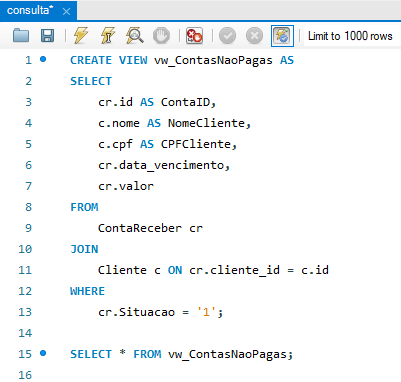 consulta*
Limit to 1000 rows
1 CREATE VIEW vw_ContasNaoPagas AS
2 SELECT
3 cr.id AS ContaID,
4 c.nome AS NomeCliente,
5 c.cpf AS CPFCliente,
6 cr.data_vencimento,
7 cr.valor
8 FROM
9 ContaReceber cr
10 JOIN
11 Cliente c ON cr.cliente_id = c.id
12 WHERE
13 cr.Situacao = '1';
14
15 SELECT * FROM vw_ContasNaoPagas;
16